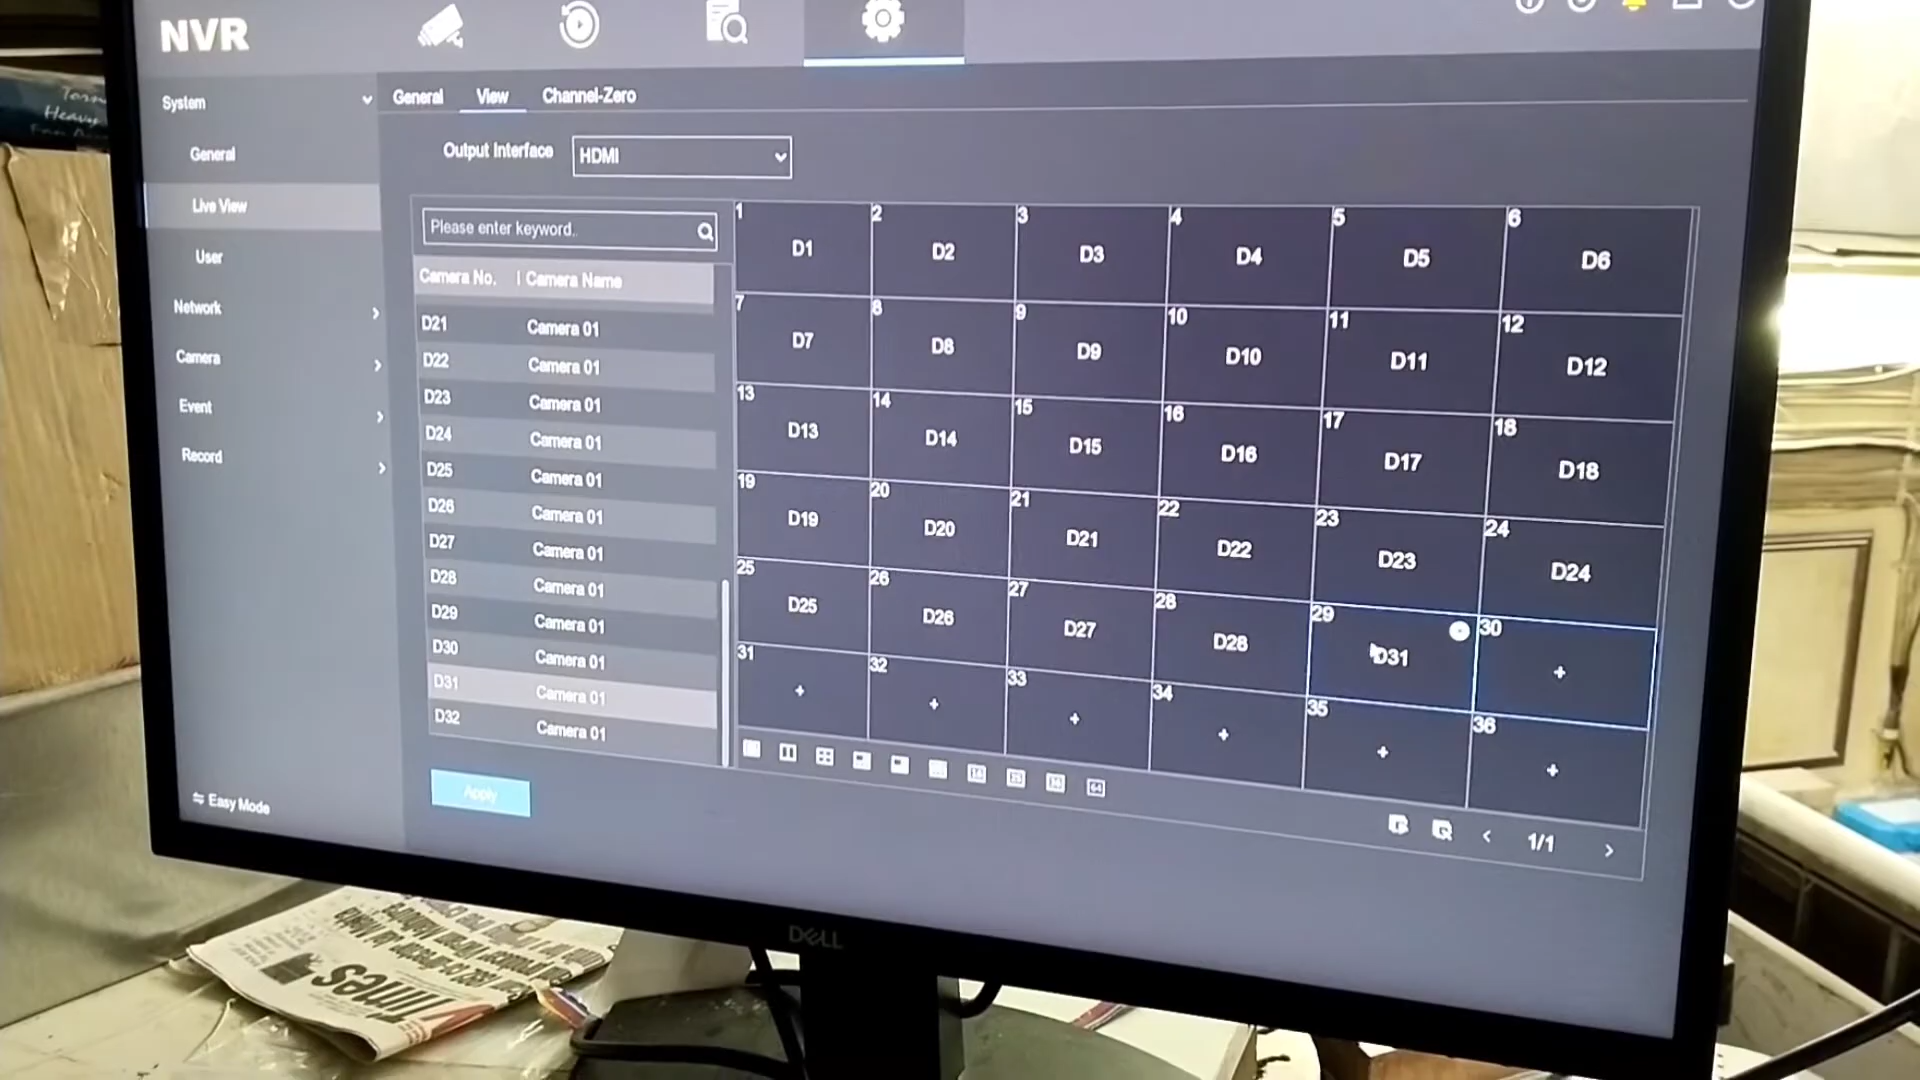 NVR
System
General
Live View
User
Network
Camera
Event
Record
Easy Mode
General View Channel-Zero
Output Interface HDMI
Please enter keyword..
Camera No. | Camera Name
D21 Camera 01
D22 Camera 01
D23 Camera 01
D24 Camera 01
D25 Camera 01
D26 Camera 01
D27 Camera 01
D28 Camera 01
D29 Camera 01
D30 Camera 01
D31 Camera 01
D32 Camera 01
Apply
1 D1 2 D2 3 D3 4 D4 5 D5 6 D6
7 D7 8 D8 9 D9 10 D10 11 D11 12 D12
13 D13 14 D14 15 D15 16 D16 17 D17 18 D18
19 D19 20 D20 21 D21 22 D22 23 D23 24 D24
25 D25 26 D26 27 D27 28 D28 29 D31 30 +
31 + 32 + 33 + 34 + 35 + 36 +
1/1
DELL
Times
Heavy